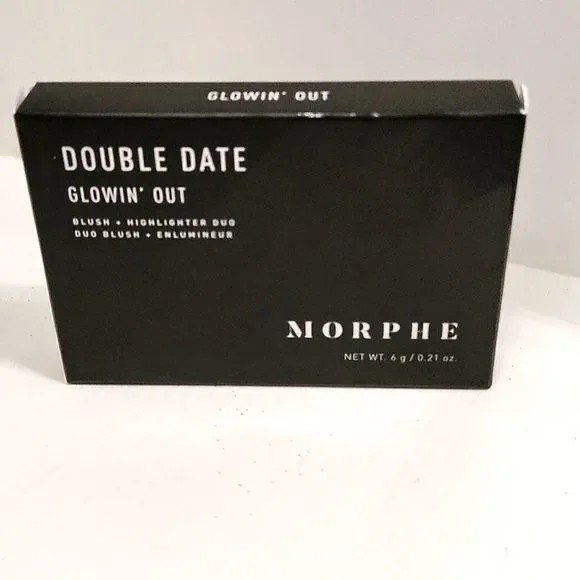 GLOWIN' OUT
DOUBLE DATE
GLOWIN' OUT
BLUSH + HIGHLIGHTER DUO
DUO BLUSH + ENLUMINEUR
MORPHE
NET WT. 6 g / 0.21 oz.